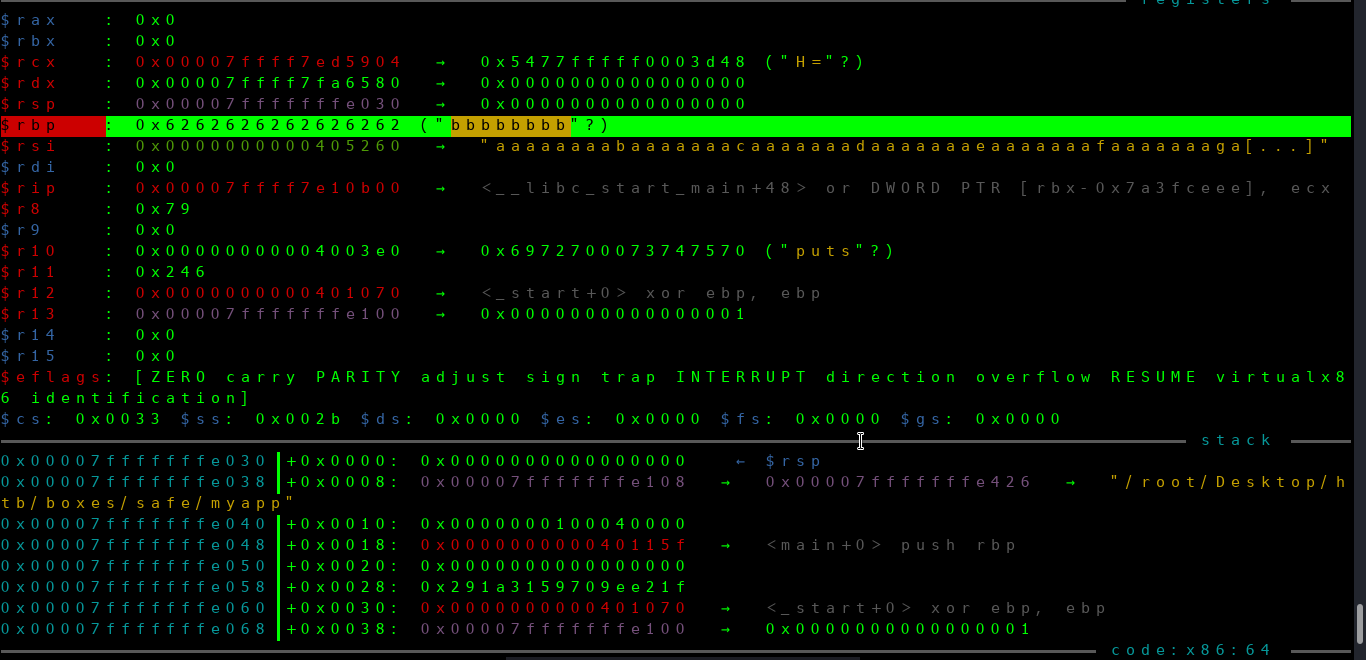 registers
$rax : 0x0
$rbx : 0x0
$rcx : 0x00007ffff7ed5904 → 0x5477fffff0003d48 ("H="?)
$rdx : 0x00007ffff7fa6580 → 0x0000000000000000
$rsp : 0x00007fffffffe030 → 0x0000000000000000
$rbp : 0x6262626262626262 ("bbbbbbbb"?)
$rsi : 0x0000000000405260 → "aaaaaaaabaaaaaaacaaaaaaadaaaaaaaeaaaaaaafaaaaaaaga[...]"
$rdi : 0x0
$rip : 0x00007ffff7e10b00 → <__libc_start_main+48> or DWORD PTR [rbx-0x7a3fceee], ecx
$r8 : 0x79
$r9 : 0x0
$r10 : 0x00000000004003e0 → 0x6972700073747570 ("puts"?)
$r11 : 0x246
$r12 : 0x0000000000401070 → <_start+0> xor ebp, ebp
$r13 : 0x00007fffffffe100 → 0x0000000000000001
$r14 : 0x0
$r15 : 0x0
$eflags: [ZERO carry PARITY adjust sign trap INTERRUPT direction overflow RESUME virtualx8
6 identification]
$cs: 0x0033 $ss: 0x002b $ds: 0x0000 $es: 0x0000 $fs: 0x0000 $gs: 0x0000
stack
0x00007fffffffe030│+0x0000: 0x0000000000000000 ← $rsp
0x00007fffffffe038│+0x0008: 0x00007fffffffe108 → 0x00007fffffffe426 → "/root/Desktop/h
tb/boxes/safe/myapp"
0x00007fffffffe040│+0x0010: 0x0000000100040000
0x00007fffffffe048│+0x0018: 0x000000000040115f → <main+0> push rbp
0x00007fffffffe050│+0x0020: 0x0000000000000000
0x00007fffffffe058│+0x0028: 0x291a3159709ee21f
0x00007fffffffe060│+0x0030: 0x0000000000401070 → <_start+0> xor ebp, ebp
0x00007fffffffe068│+0x0038: 0x00007fffffffe100 → 0x0000000000000001
code:x86:64